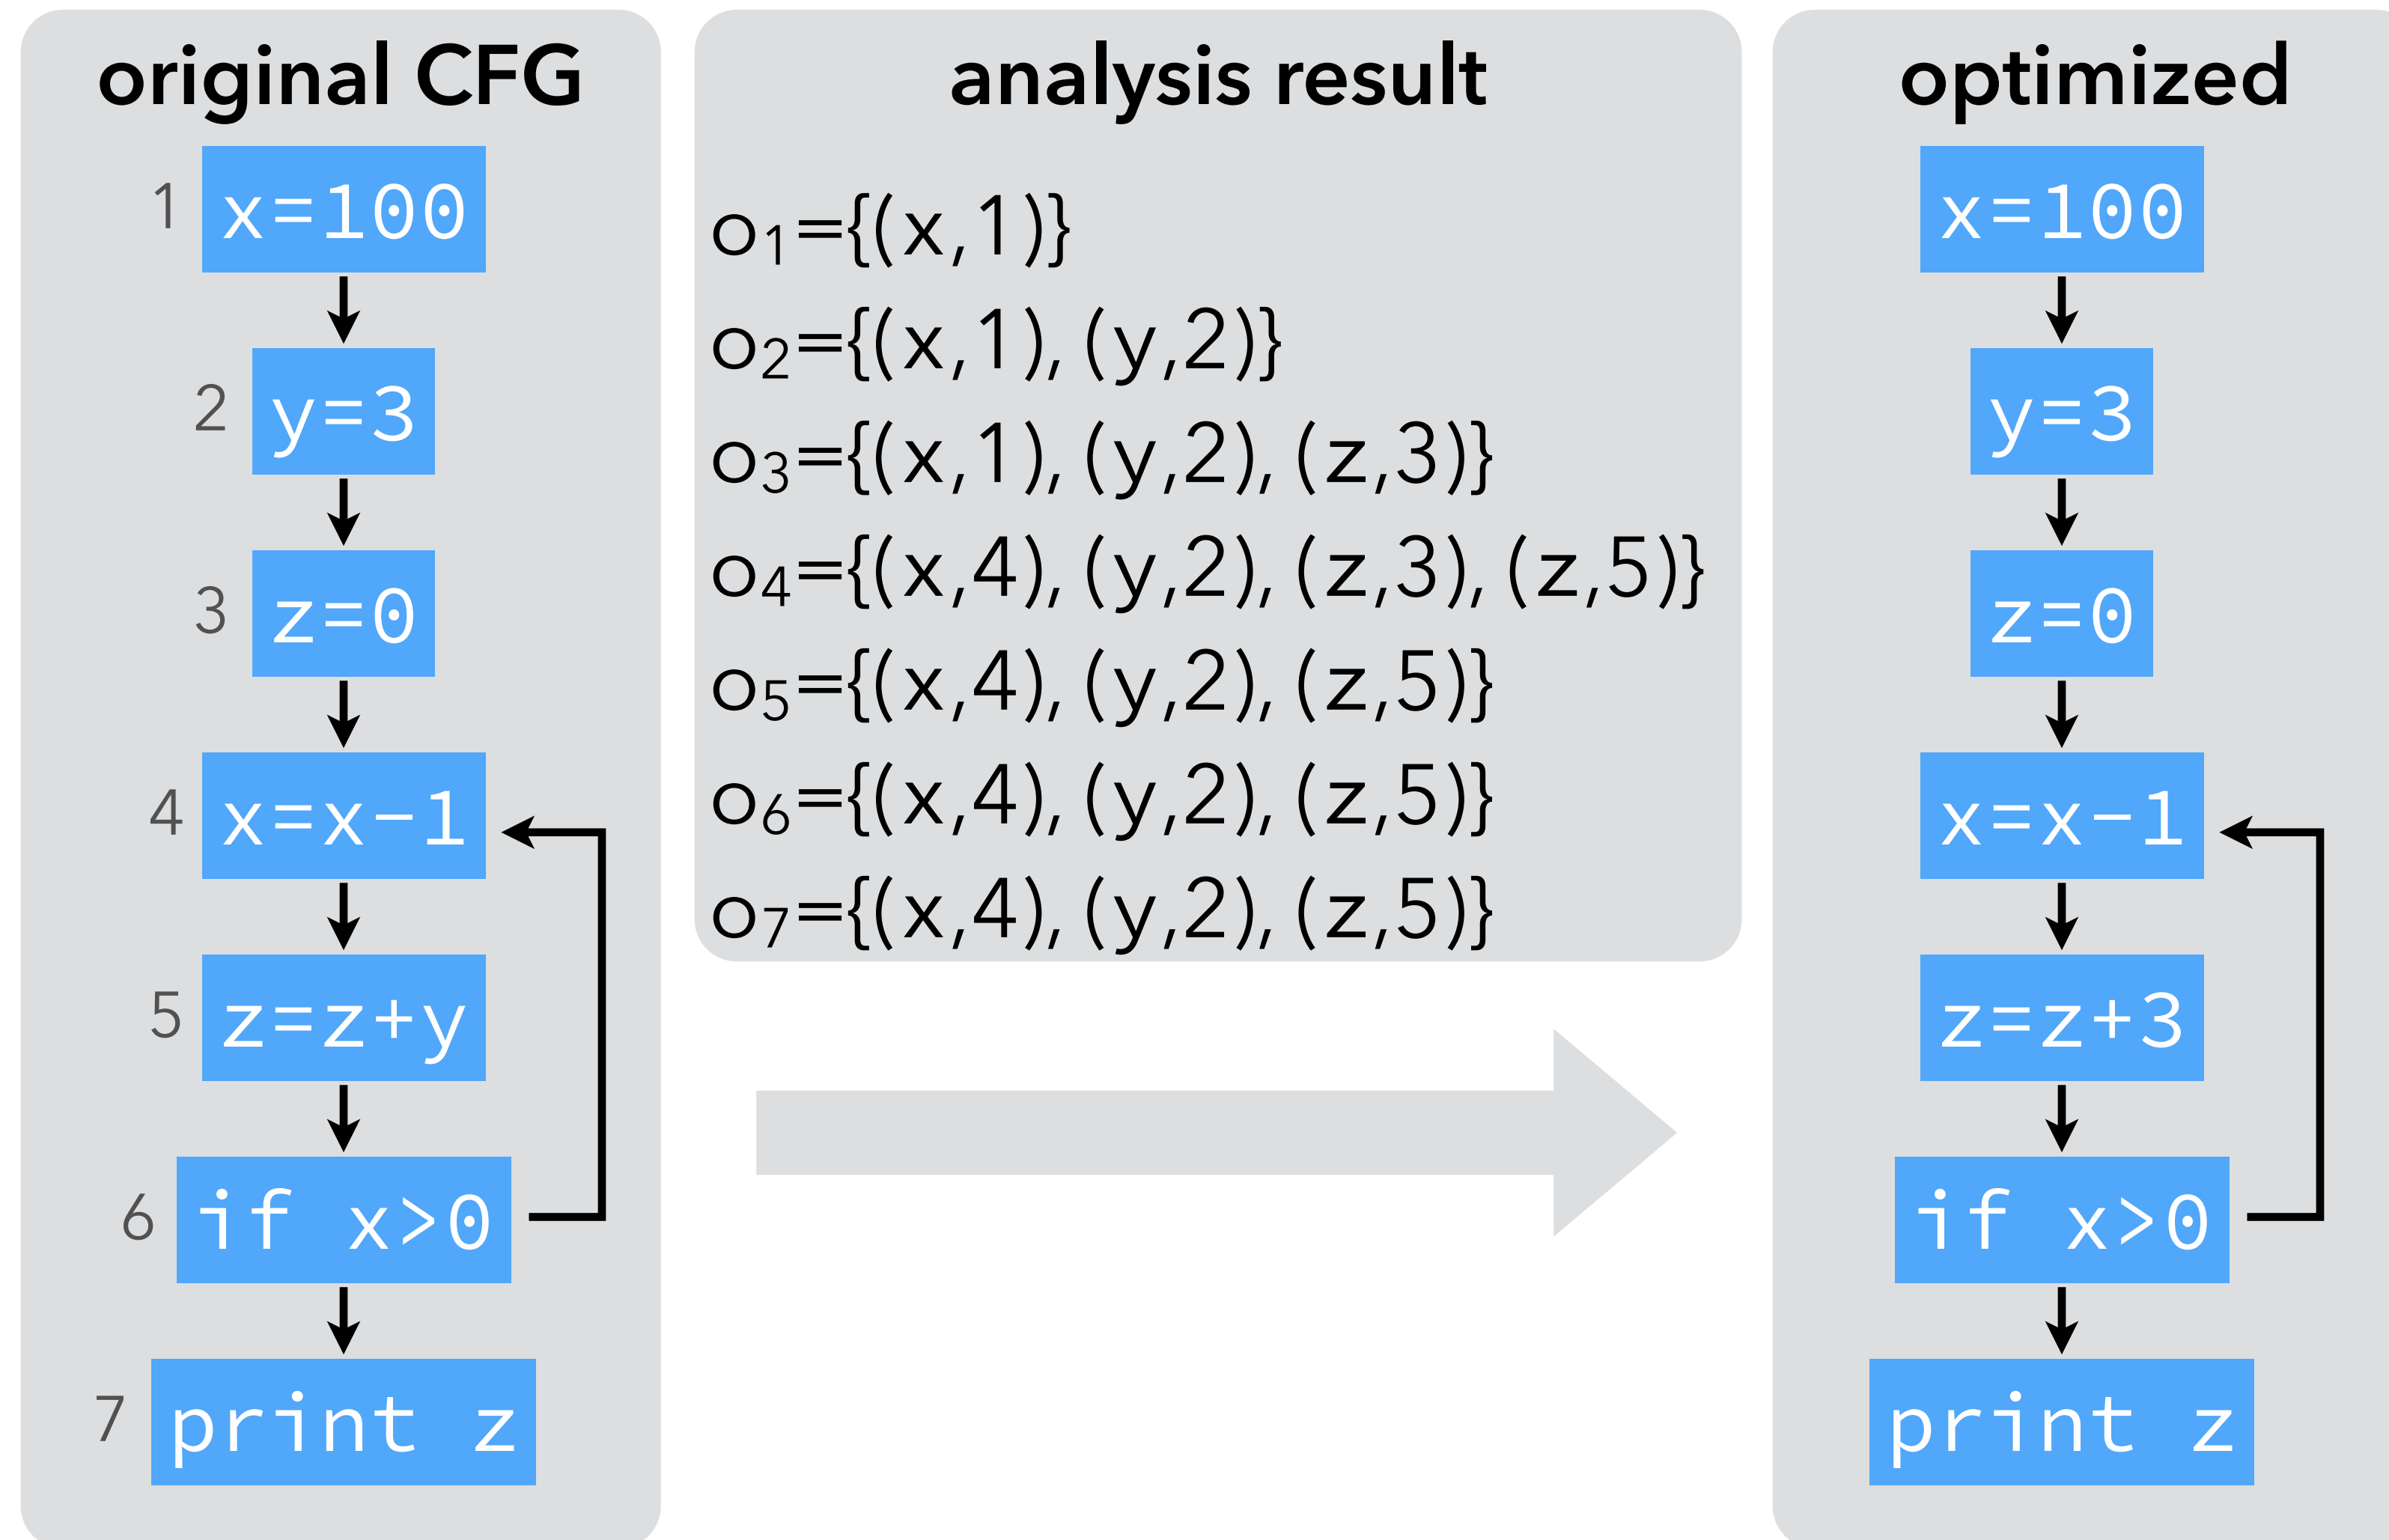 original CFG
1 x=100
2 y=3
3 z=0
4 x=x-1
5 z=z+y
6 if x>0
7 print z
analysis result
o₁={(x,1)}
o₂={(x,1), (y,2)}
o₃={(x,1), (y,2), (z,3)}
o₄={(x,4), (y,2), (z,3), (z,5)}
o₅={(x,4), (y,2), (z,5)}
o₆={(x,4), (y,2), (z,5)}
o₇={(x,4), (y,2), (z,5)}
optimized
x=100
y=3
z=0
x=x-1
z=z+3
if x>0
print z